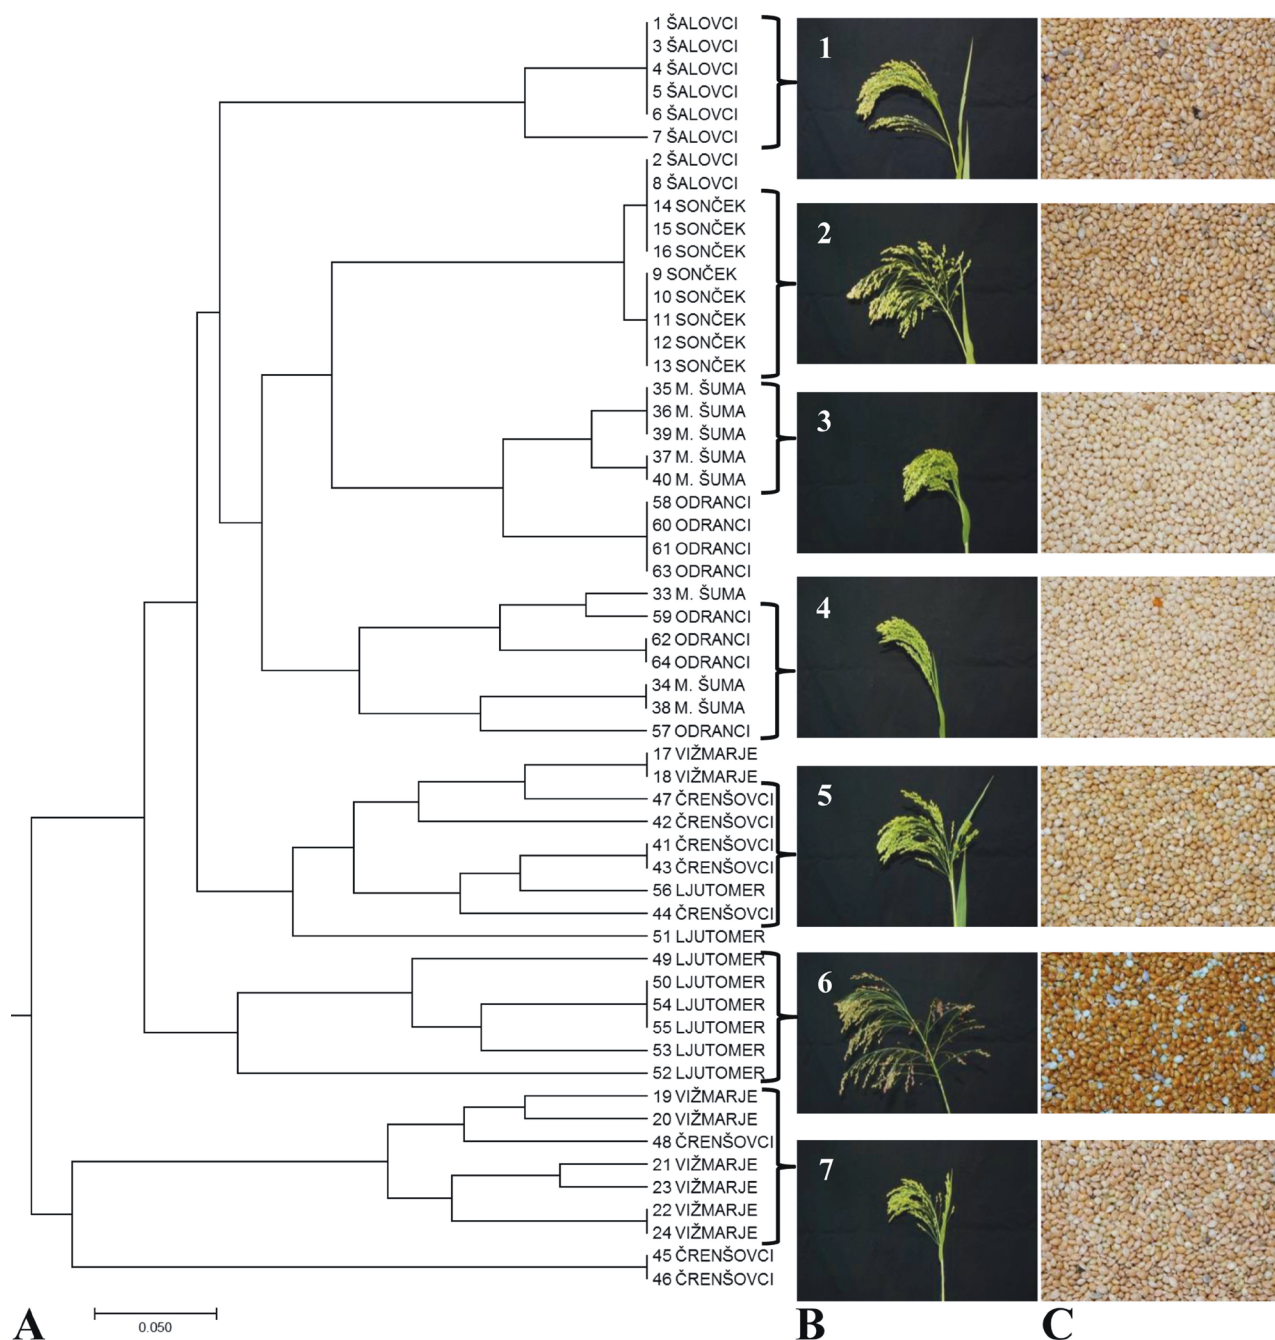 1 ŠALOVCI
3 ŠALOVCI
4 ŠALOVCI
5 ŠALOVCI
6 ŠALOVCI
7 ŠALOVCI
2 ŠALOVCI
8 ŠALOVCI
14 SONČEK
15 SONČEK
16 SONČEK
9 SONČEK
10 SONČEK
11 SONČEK
12 SONČEK
13 SONČEK
35 M. ŠUMA
36 M. ŠUMA
39 M. ŠUMA
37 M. ŠUMA
40 M. ŠUMA
58 ODRANCI
60 ODRANCI
61 ODRANCI
63 ODRANCI
33 M. ŠUMA
59 ODRANCI
62 ODRANCI
64 ODRANCI
34 M. ŠUMA
38 M. ŠUMA
57 ODRANCI
17 VIŽMARJE
18 VIŽMARJE
47 ČRENŠOVCI
42 ČRENŠOVCI
41 ČRENŠOVCI
43 ČRENŠOVCI
56 LJUTOMER
44 ČRENŠOVCI
51 LJUTOMER
49 LJUTOMER
50 LJUTOMER
54 LJUTOMER
55 LJUTOMER
53 LJUTOMER
52 LJUTOMER
19 VIŽMARJE
20 VIŽMARJE
48 ČRENŠOVCI
21 VIŽMARJE
23 VIŽMARJE
22 VIŽMARJE
24 VIŽMARJE
45 ČRENŠOVCI
46 ČRENŠOVCI
0.050
A
1
2
3
4
5
6
7
B
C